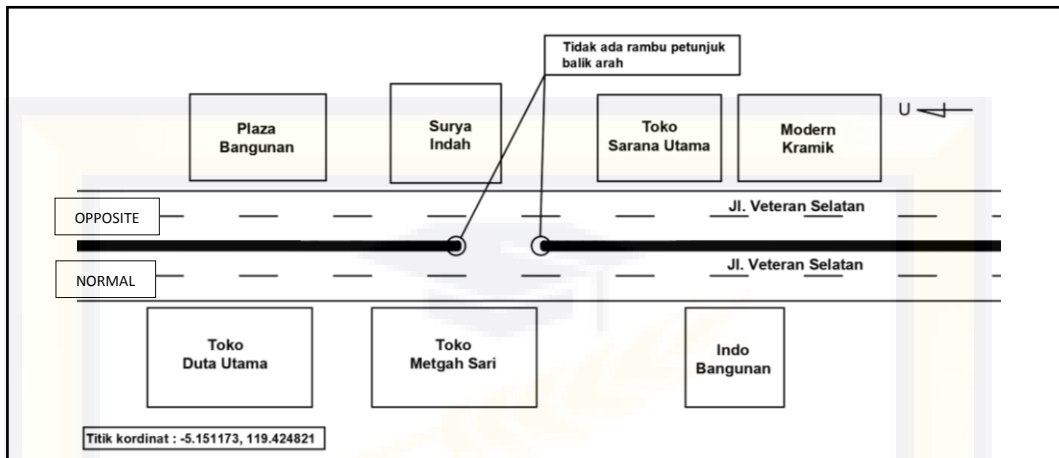 Tidak ada rambu petunjuk
balik arah
Plaza
Bangunan
Surya
Indah
Toko
Sarana Utama
Modern
Kramik
U
OPPOSITE
Jl. Veteran Selatan
NORMAL
Jl. Veteran Selatan
Toko
Duta Utama
Toko
Metgah Sari
Indo
Bangunan
Titik kordinat : -5.151173, 119.424821